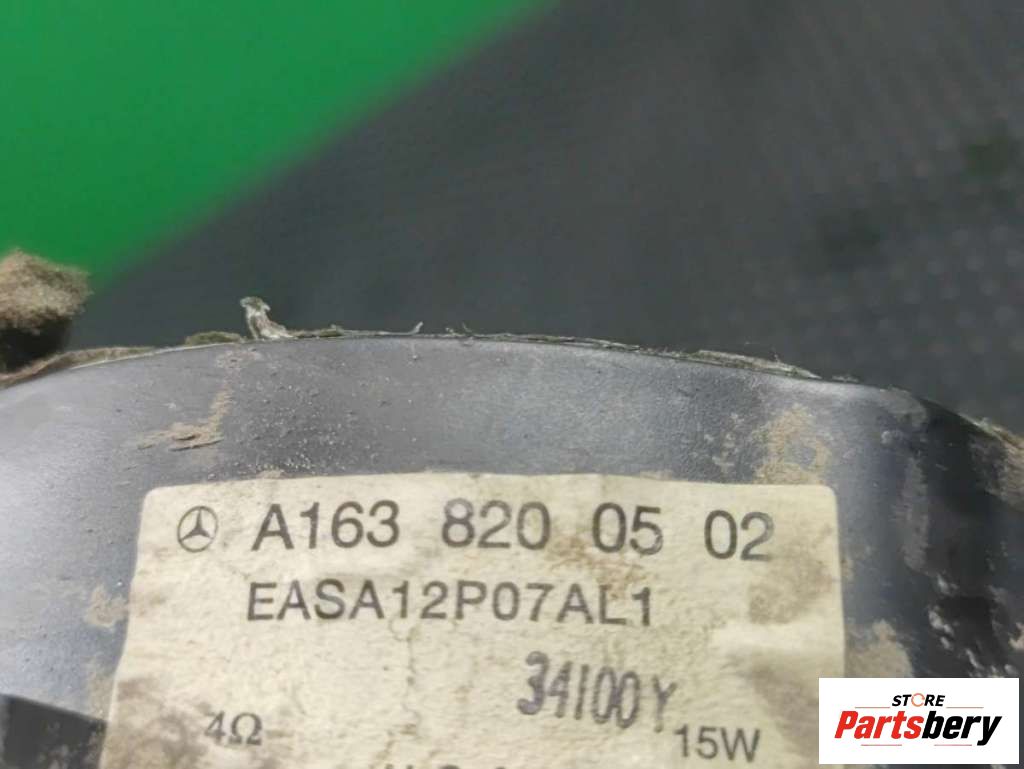 A163 820 05 02
EASA12P07AL1
34100Y
4Ω
15W
STORE
Partsbery